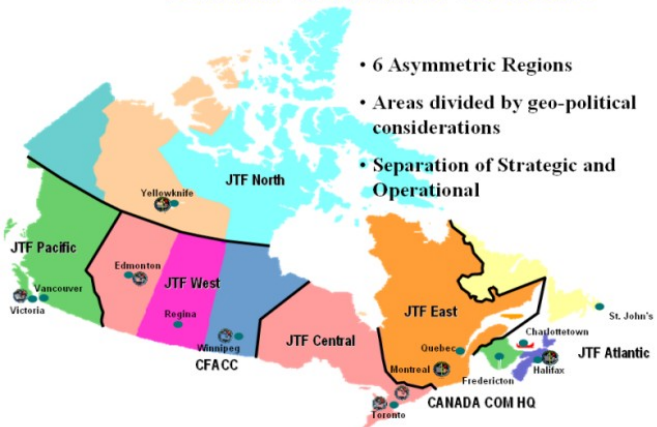 • 6 Asymmetric Regions
• Areas divided by geo-political
considerations
• Separation of Strategic and
Operational
JTF North
Yellowknife
JTF Pacific
Vancouver
Victoria
Edmonton
JTF West
Regina
Winnipeg
CFACC
JTF Central
JTF East
Quebec
Montreal
Toronto
CANADA COM HQ
St. John's
Charlottetown
JTF Atlantic
Halifax
Fredericton